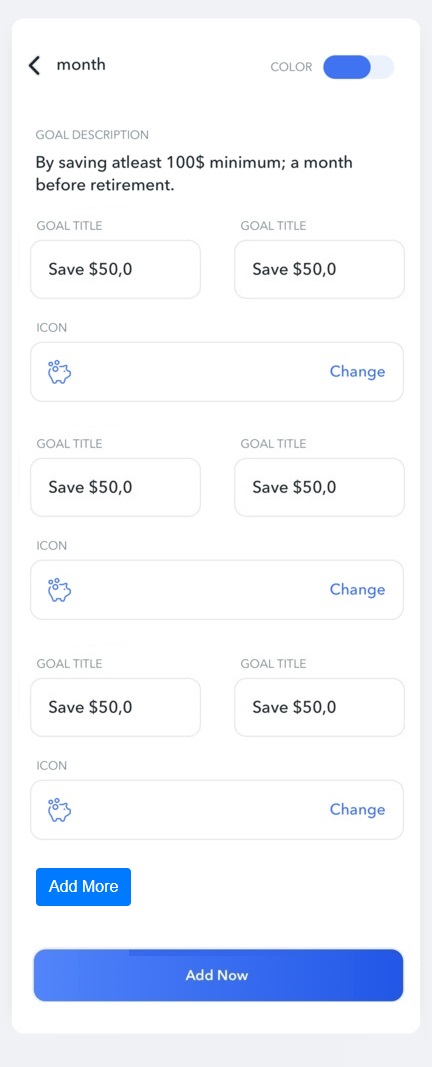 month
COLOR
GOAL DESCRIPTION
By saving atleast 100$ minimum; a month
before retirement.
GOAL TITLE GOAL TITLE
Save $50,0 Save $50,0
ICON
Change
GOAL TITLE GOAL TITLE
Save $50,0 Save $50,0
ICON
Change
GOAL TITLE GOAL TITLE
Save $50,0 Save $50,0
ICON
Change
Add More
Add Now